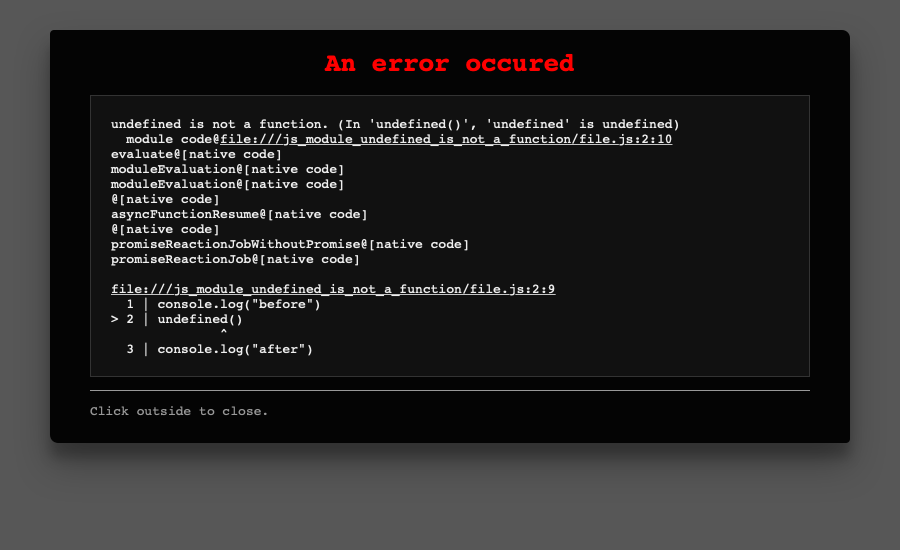 An error occured
undefined is not a function. (In 'undefined()', 'undefined' is undefined)
  module code@file:///js_module_undefined_is_not_a_function/file.js:2:10
evaluate@[native code]
moduleEvaluation@[native code]
moduleEvaluation@[native code]
@[native code]
asyncFunctionResume@[native code]
@[native code]
promiseReactionJobWithoutPromise@[native code]
promiseReactionJob@[native code]

file:///js_module_undefined_is_not_a_function/file.js:2:9
  1 | console.log("before")
> 2 | undefined()
              ^
  3 | console.log("after")
Click outside to close.